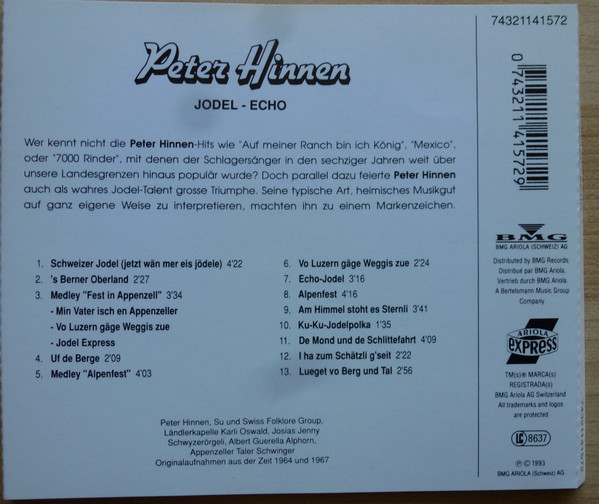 74321141572
Peter Hinnen
JODEL - ECHO
Wer kennt nicht die Peter Hinnen-Hits wie "Auf meiner Ranch bin ich König", "Mexico",
oder "7000 Rinder", mit denen der Schlagersänger in den sechziger Jahren weit über
unsere Landesgrenzen hinaus populär wurde? Doch parallel dazu feierte Peter Hinnen
auch als wahres Jodel-Talent grosse Triumphe. Seine typische Art, heimisches Musikgut
auf ganz eigene Weise zu interpretieren, machten ihn zu einem Markenzeichen.
1. Schweizer Jodel (jetzt wän mer eis jödele) 4'22
2. 's Berner Oberland 2'27
3. Medley "Fest in Appenzell" 3'34
- Min Vater isch en Appenzeller
- Vo Luzern gäge Weggis zue
- Jodel Express
4. Uf de Berge 2'09
5. Medley "Alpenfest" 4'03
6. Vo Luzern gäge Weggis zue 2'24
7. Echo-Jodel 3'16
8. Alpenfest 4'16
9. Am Himmel stoht es Sternli 3'41
10. Ku-Ku-Jodelpolka 1'35
11. De Mond und de Schlittefahrt 4'09
12. I ha zum Schätzli g'seit 2'22
13. Lueget vo Berg und Tal 2'56
Peter Hinnen, Su und Swiss Folklore Group,
Ländlerkapelle Karli Oswald, Josias Jenny
Schwyzerörgeli, Albert Guerella Alphorn,
Appenzeller Taler Schwinger
Originalaufnahmen aus der Zeit 1964 und 1967
0 743211 415729
BMG
BMG ARIOLA (SCHWEIZ) AG
Distributed by BMG Records.
Distribué par BMG Ariola.
Vertrieb durch BMG Ariola.
A Bertelsmann Music Group
Company
ARIOLA
EXPRESS
TM(s)® MARCA(s)
REGISTRADA(s)
BMG Ariola AG Switzerland
All trademarks and logos
are protected
LC 8637
℗ © 1993
BMG ARIOLA (Schweiz) AG